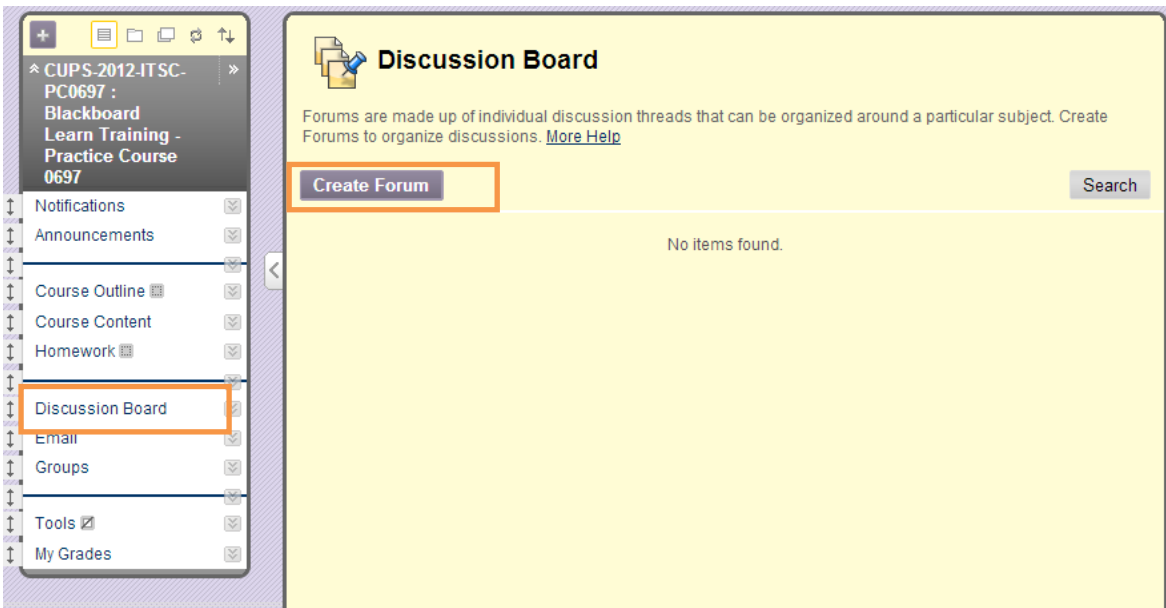 CUPS-2012-ITSC-
PC0697 :
Blackboard
Learn Training -
Practice Course
0697
Notifications
Announcements
Course Outline
Course Content
Homework
Discussion Board
Email
Groups
Tools
My Grades
Discussion Board
Forums are made up of individual discussion threads that can be organized around a particular subject. Create
Forums to organize discussions. More Help
Create Forum
Search
No items found.